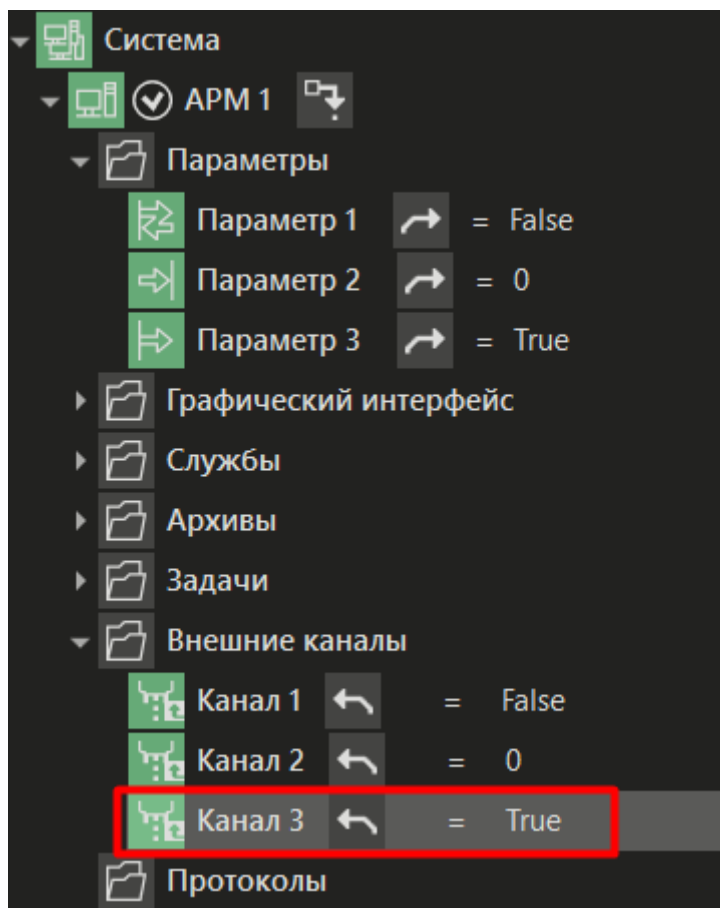 Система
АРМ 1
Параметры
Параметр 1 = False
Параметр 2 = 0
Параметр 3 = True
Графический интерфейс
Службы
Архивы
Задачи
Внешние каналы
Канал 1 = False
Канал 2 = 0
Канал 3 = True
Протоколы